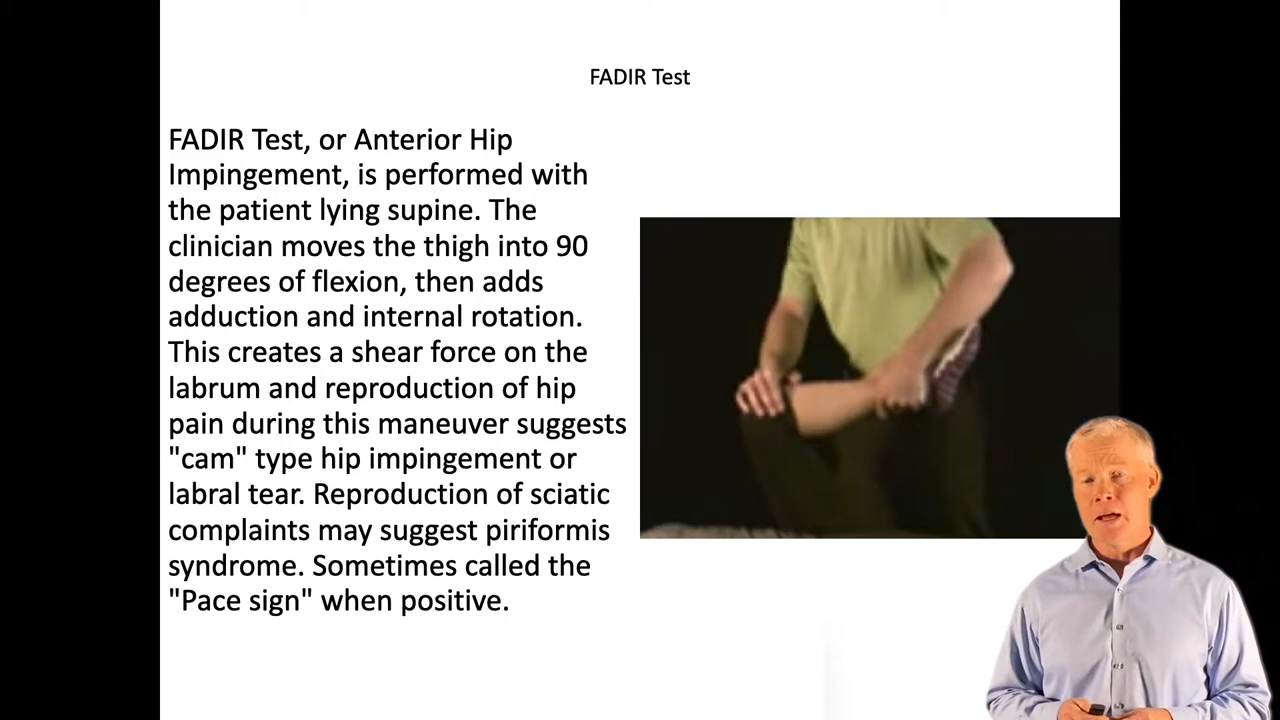 FADIR Test
FADIR Test, or Anterior Hip
Impingement, is performed with
the patient lying supine. The
clinician moves the thigh into 90
degrees of flexion, then adds
adduction and internal rotation.
This creates a shear force on the
labrum and reproduction of hip
pain during this maneuver suggests
"cam" type hip impingement or
labral tear. Reproduction of sciatic
complaints may suggest piriformis
syndrome. Sometimes called the
"Pace sign" when positive.